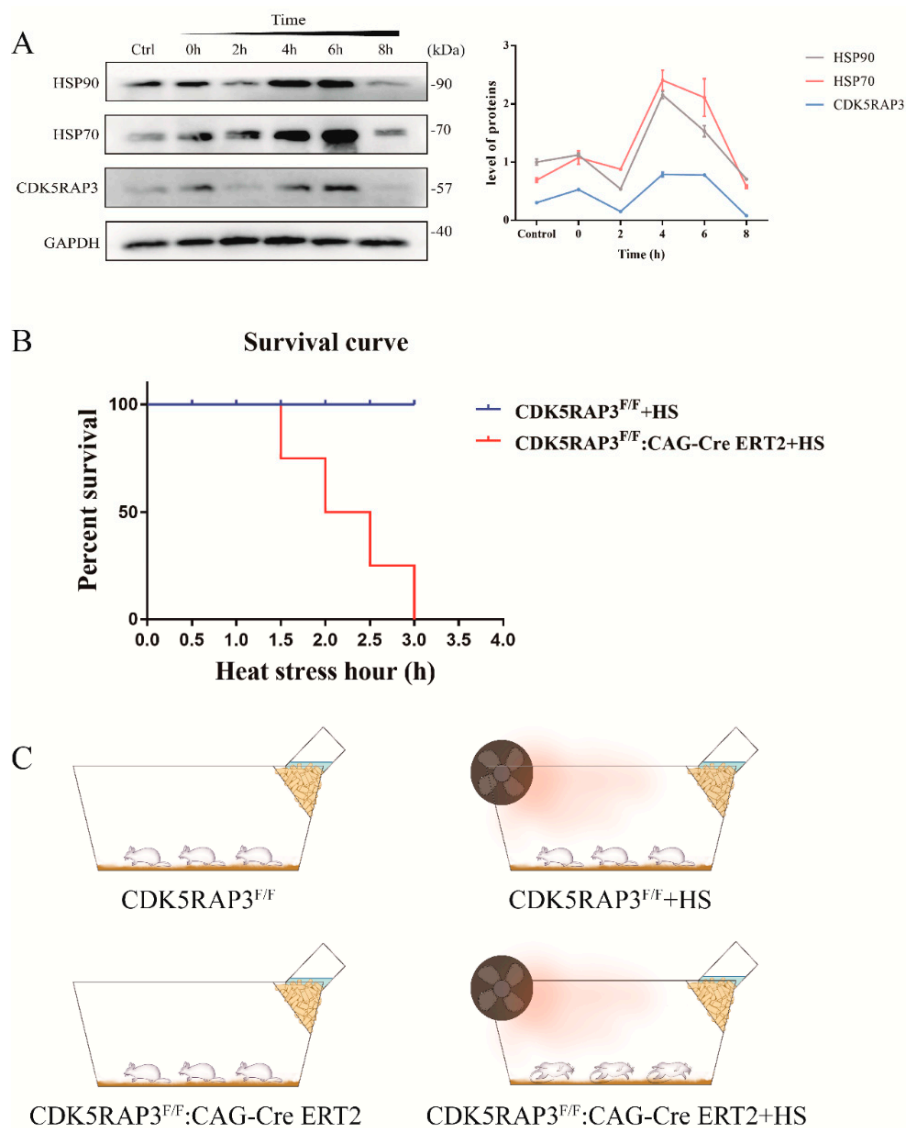 A
Time
Ctrl 0h 2h 4h 6h 8h (kDa)
HSP90 -90
HSP70 -70
CDK5RAP3 -57
GAPDH -40
level of proteins
3
2
1
0
Control 0 2 4 6 8
Time (h)
HSP90
HSP70
CDK5RAP3
B
Survival curve
Percent survival
100
50
0
0.0 0.5 1.0 1.5 2.0 2.5 3.0 3.5 4.0
Heat stress hour (h)
CDK5RAP3F/F+HS
CDK5RAP3F/F:CAG-Cre ERT2+HS
C
CDK5RAP3F/F CDK5RAP3F/F+HS
CDK5RAP3F/F:CAG-Cre ERT2 CDK5RAP3F/F:CAG-Cre ERT2+HS